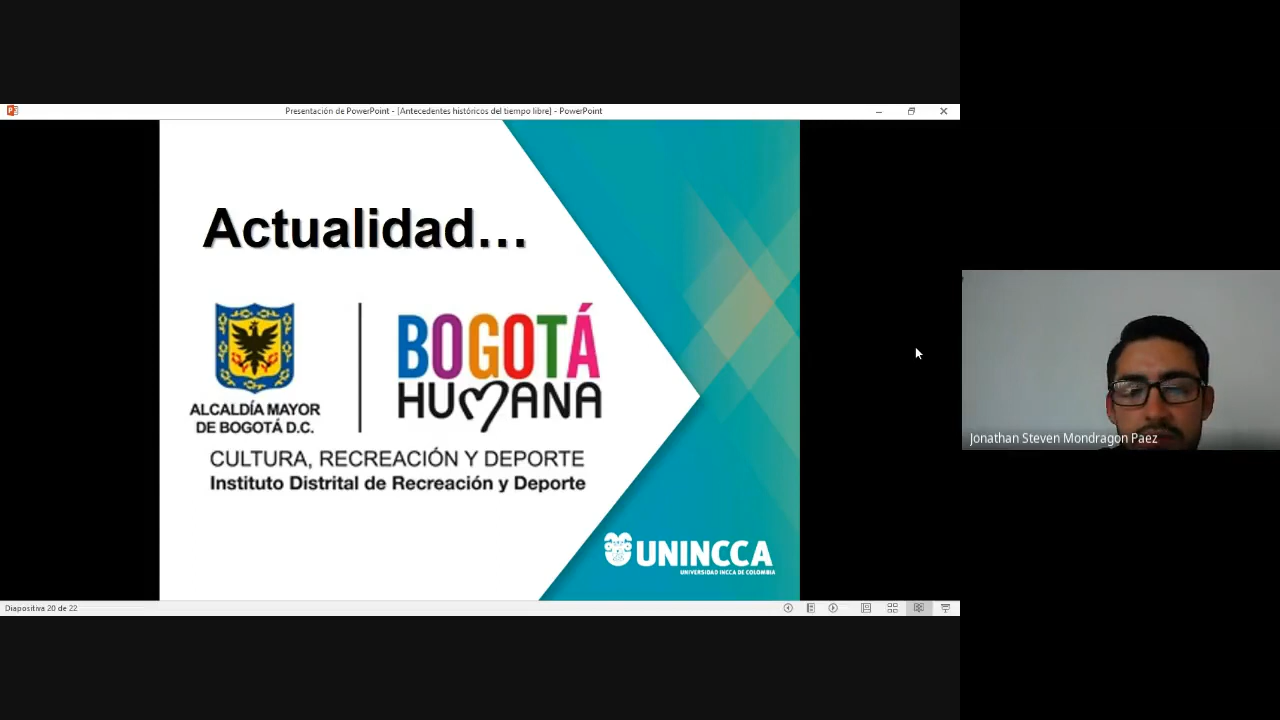 Presentación de PowerPoint - [Antecedentes históricos del tiempo libre] - PowerPoint
Actualidad...
ALCALDÍA MAYOR
DE BOGOTÁ D.C.
BOGOTÁ
HUMANA
CULTURA, RECREACIÓN Y DEPORTE
Instituto Distrital de Recreación y Deporte
UNINCCA
UNIVERSIDAD INCCA DE COLOMBIA
Jonathan Steven Mondragon Paez
Diapositiva 20 de 22